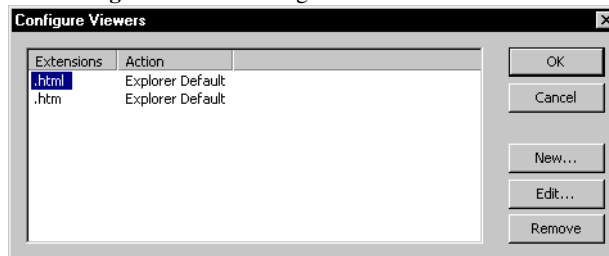 Configure Viewers
Extensions Action
.html Explorer Default
.htm Explorer Default
OK
Cancel
New...
Edit...
Remove